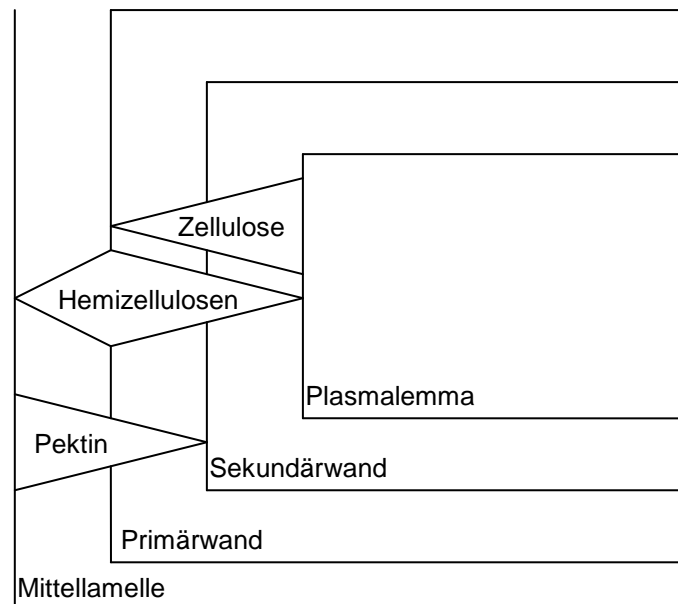 Zellulose
Hemizellulosen
Plasmalemma
Pektin
Sekundärwand
Primärwand
Mittellamelle